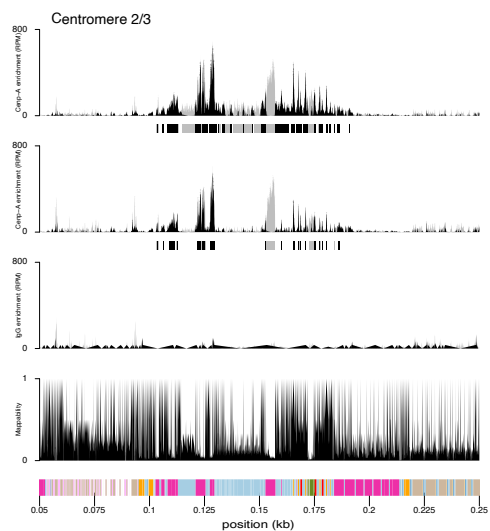 Centromere 2/3
800
Cenp-A enrichment (RPM)
0
800
Cenp-A enrichment (RPM)
0
800
IgG enrichment (RPM)
0
1
Mappability
0
0.05 0.075 0.1 0.125 0.15 0.175 0.2 0.225 0.25
position (kb)